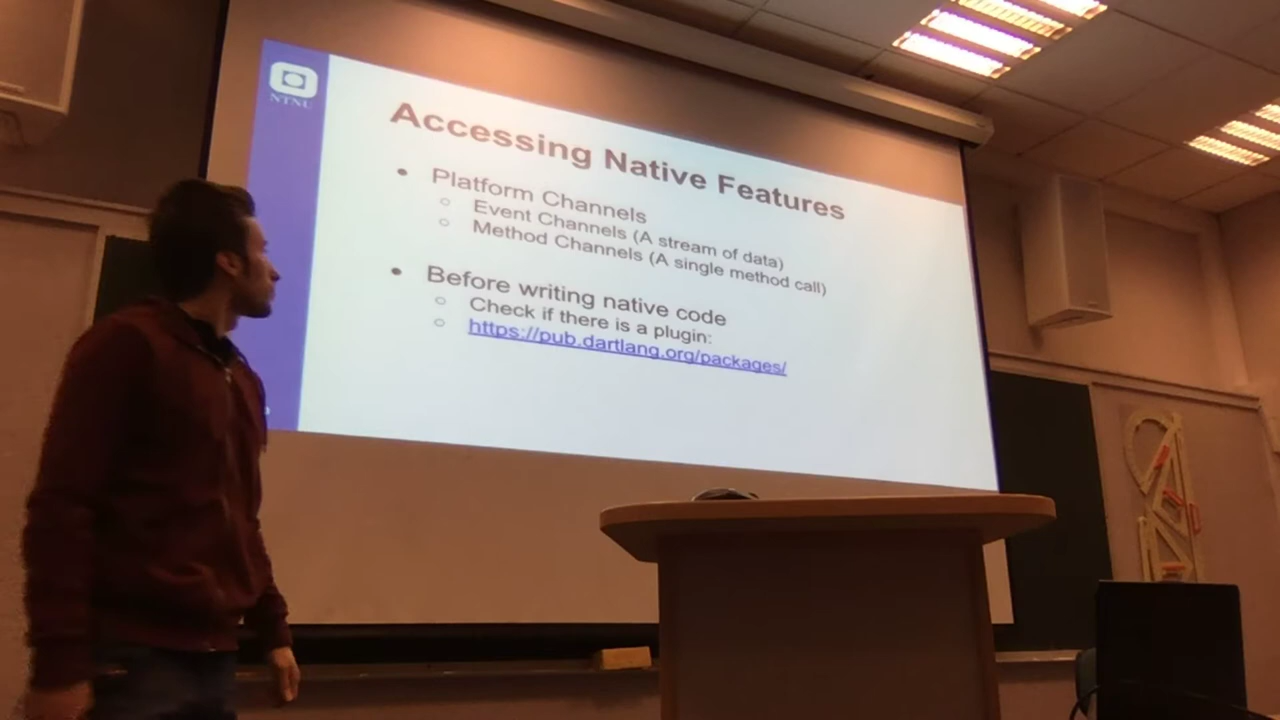 NTNU
Accessing Native Features
Platform Channels
Event Channels (A stream of data)
Method Channels (A single method call)
Before writing native code
Check if there is a plugin:
https://pub.dartlang.org/packages/